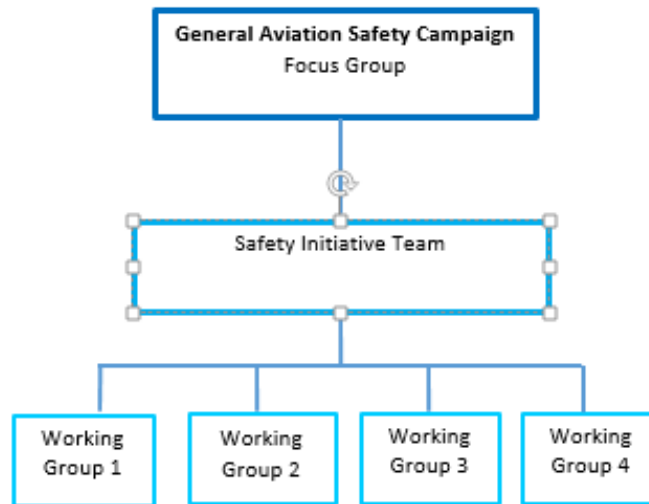 General Aviation Safety Campaign
Focus Group
Safety Initiative Team
Working
Group 1
Working
Group 2
Working
Group 3
Working
Group 4